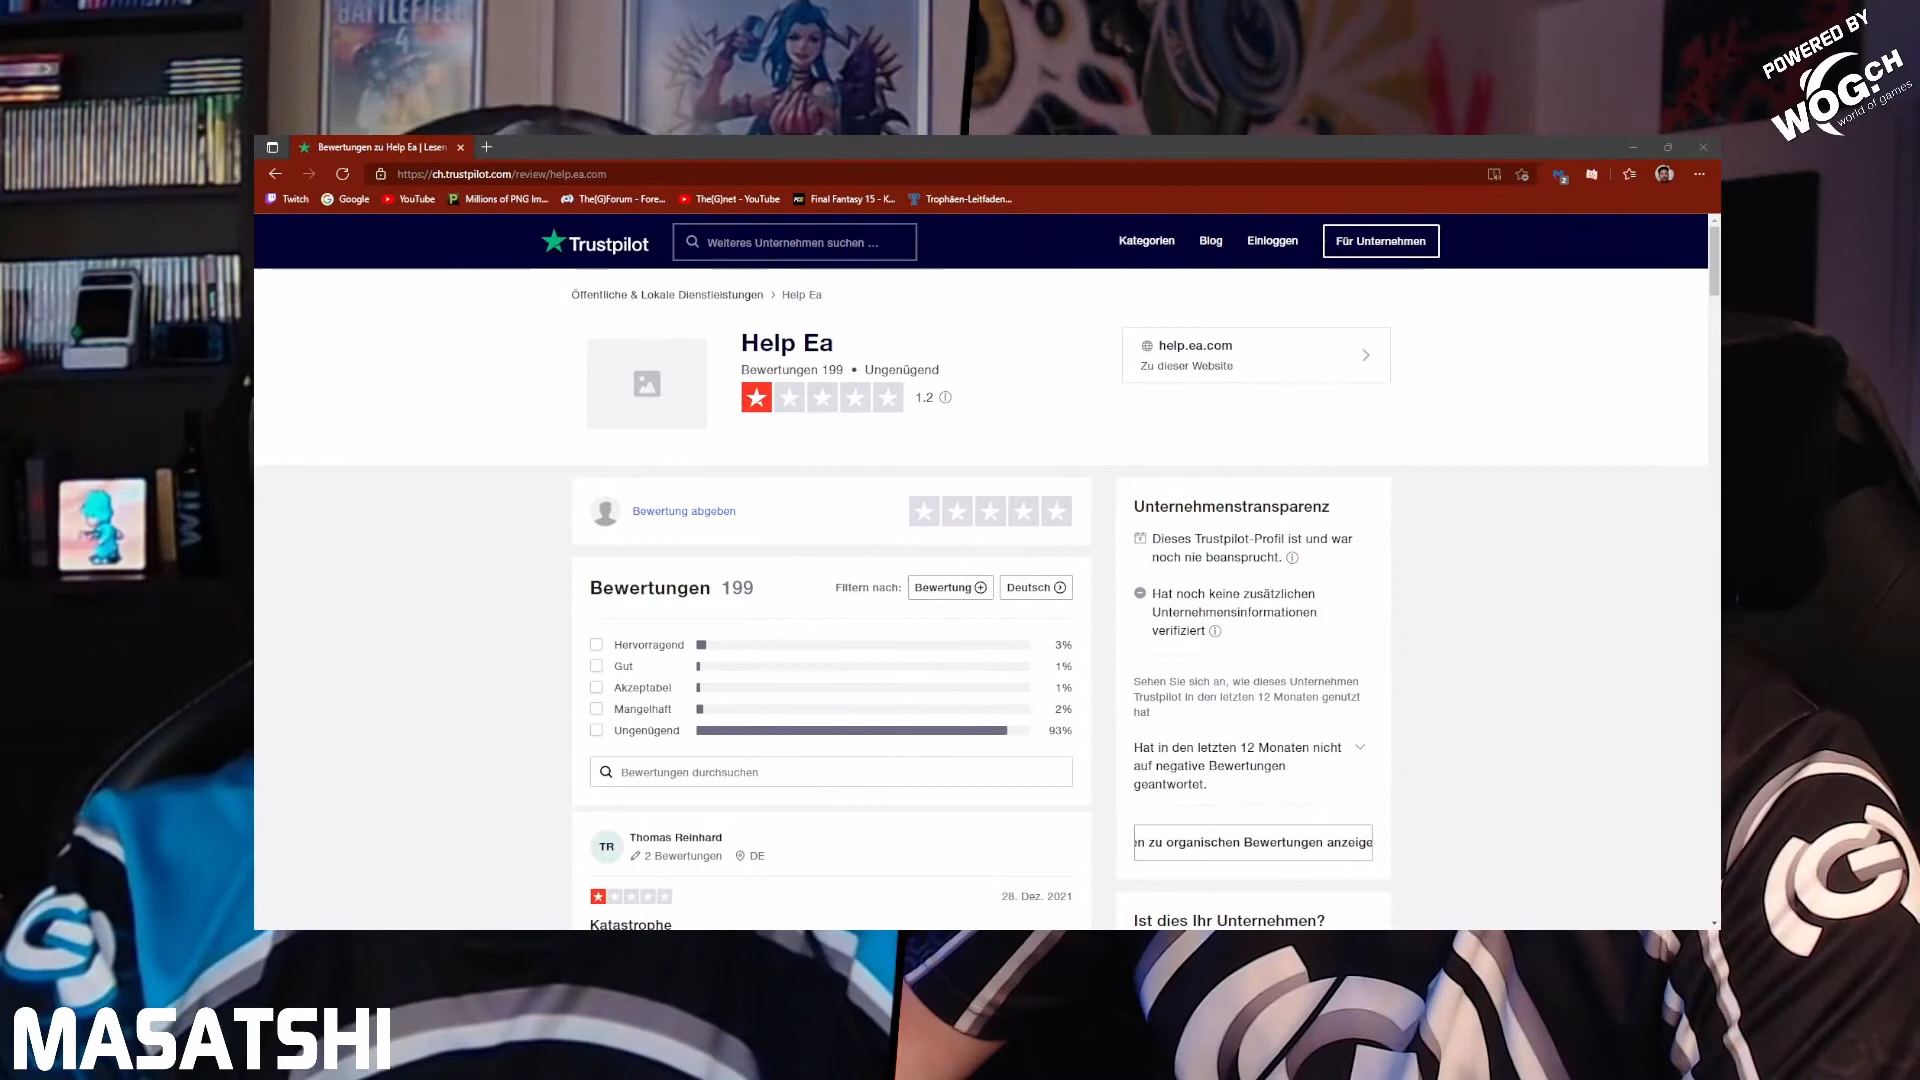 BATTLEFIELD
4
POWERED BY
WOG.CH
world of games
Bewertungen zu Help Ea | Lesen
https://ch.trustpilot.com/review/help.ea.com
2
Twitch
Google
YouTube
Millions of PNG Im...
The(G)Forum - Fore...
The(G)net - YouTube
Final Fantasy 15 - K...
Trophäen-Leitfaden...
Trustpilot
Weiteres Unternehmen suchen ...
Kategorien
Blog
Einloggen
Für Unternehmen
Öffentliche & Lokale Dienstleistungen > Help Ea
Help Ea
Bewertungen 199 • Ungenügend
1.2
help.ea.com
Zu dieser Website
Bewertung abgeben
Bewertungen 199
Filtern nach:
Bewertung
Deutsch
Hervorragend 3%
Gut 1%
Akzeptabel 1%
Mangelhaft 2%
Ungenügend 93%
Bewertungen durchsuchen
TR
Thomas Reinhard
2 Bewertungen
DE
28. Dez. 2021
Katastrophe
Unternehmenstransparenz
Dieses Trustpilot-Profil ist und war
noch nie beansprucht.
Hat noch keine zusätzlichen
Unternehmensinformationen
verifiziert
Sehen Sie sich an, wie dieses Unternehmen
Trustpilot in den letzten 12 Monaten genutzt
hat
Hat in den letzten 12 Monaten nicht
auf negative Bewertungen
geantwortet.
en zu organischen Bewertungen anzeige
Ist dies Ihr Unternehmen?
MASATSHI